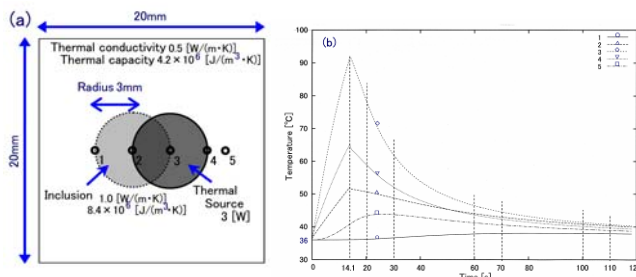 (a)
20mm
20mm
Thermal conductivity 0.5 [W/(m・K)]
Thermal capacity 4.2 × 10⁶ [J/(m³・K)]
Radius 3mm
1 2 3 4 5
Inclusion
1.0 [W/(m・K)]
8.4×10⁶ [J/(m³・K)]
Thermal
Source
3 [W]
(b)
1
2
3
4
5
Temperature [℃]
100
90
80
70
60
50
40
36
30
0 14.1 20 30 60 70 100 110 120
Time [s]